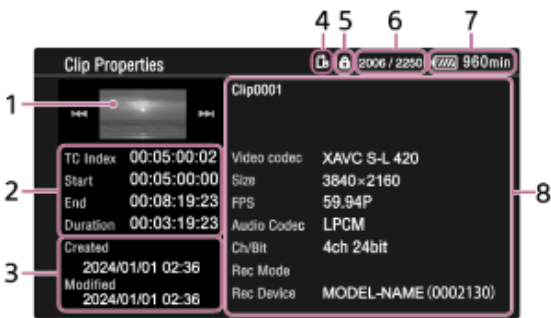 4 5 6 7
Clip Properties 2006 / 2250 960min
1
Clip0001
TC Index 00:05:00:02
Start 00:05:00:00
End 00:08:19:23
Duration 00:03:19:23
2
Created
2024/01/01 02:36
Modified
2024/01/01 02:36
3
Video codec XAVC S-L 420
Size 3840×2160
FPS 59.94P
Audio Codec LPCM
Ch/Bit 4ch 24bit
Rec Mode
Rec Device MODEL-NAME (0002130)
8